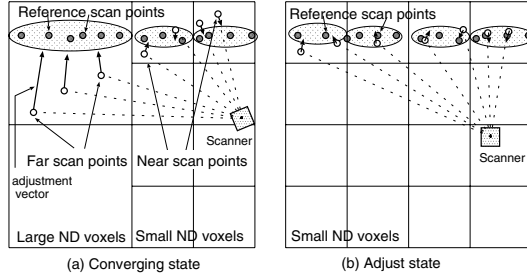 Reference scan points
Far scan points
Near scan points
Scanner
adjustment
vector
Large ND voxels
Small ND voxels
(a) Converging state
Reference scan points
Scanner
Small ND voxels
(b) Adjust state